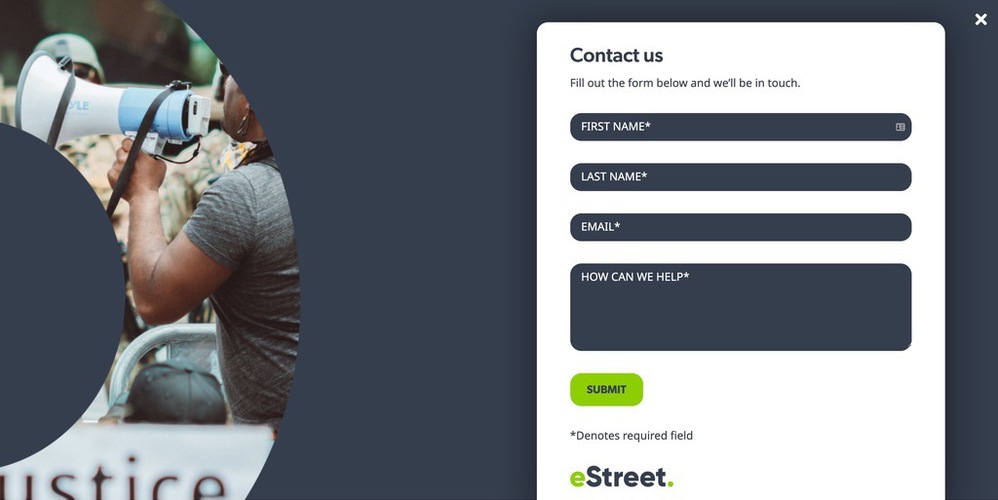 Contact us
Fill out the form below and we'll be in touch.
FIRST NAME*
LAST NAME*
EMAIL*
HOW CAN WE HELP*
SUBMIT
*Denotes required field
eStreet.
ustice